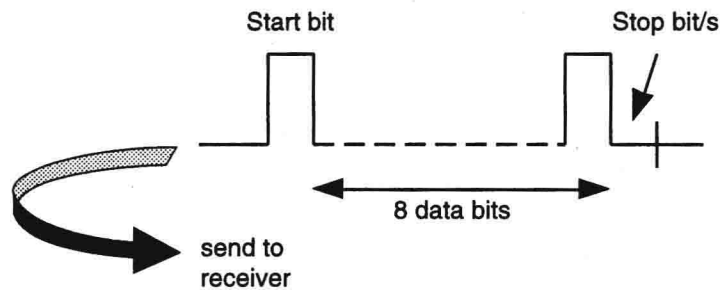 Start bit
Stop bit/s
8 data bits
send to
receiver